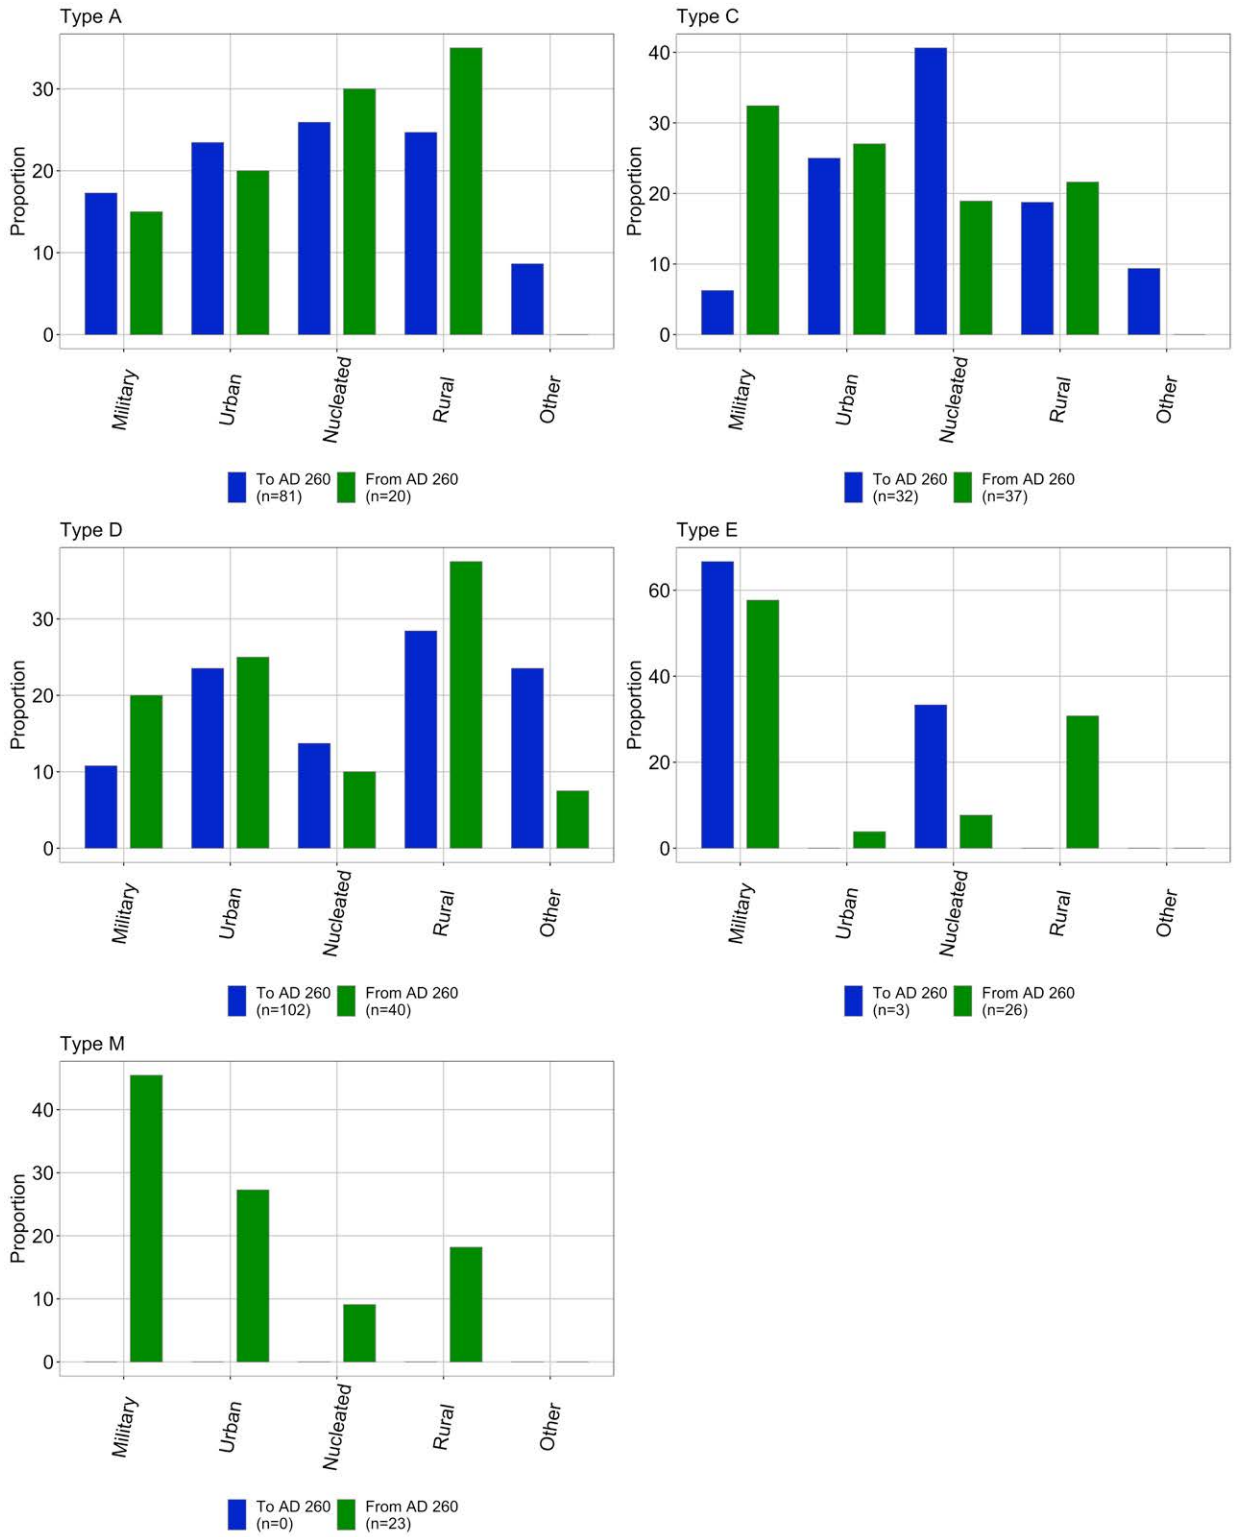 Type A
Proportion
30
20
10
0
Military
Urban
Nucleated
Rural
Other
To AD 260
(n=81)
From AD 260
(n=20)
Type C
Proportion
40
30
20
10
0
Military
Urban
Nucleated
Rural
Other
To AD 260
(n=32)
From AD 260
(n=37)
Type D
Proportion
30
20
10
0
Military
Urban
Nucleated
Rural
Other
To AD 260
(n=102)
From AD 260
(n=40)
Type E
Proportion
60
40
20
0
Military
Urban
Nucleated
Rural
Other
To AD 260
(n=3)
From AD 260
(n=26)
Type M
Proportion
40
30
20
10
0
Military
Urban
Nucleated
Rural
Other
To AD 260
(n=0)
From AD 260
(n=23)